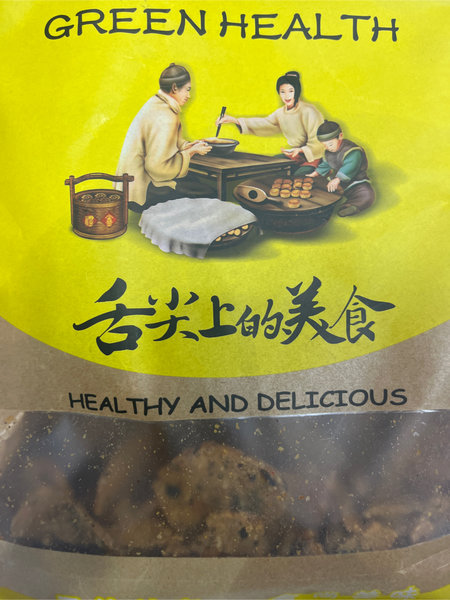 GREEN HEALTH
舌尖上的美食
HEALTHY AND DELICIOUS